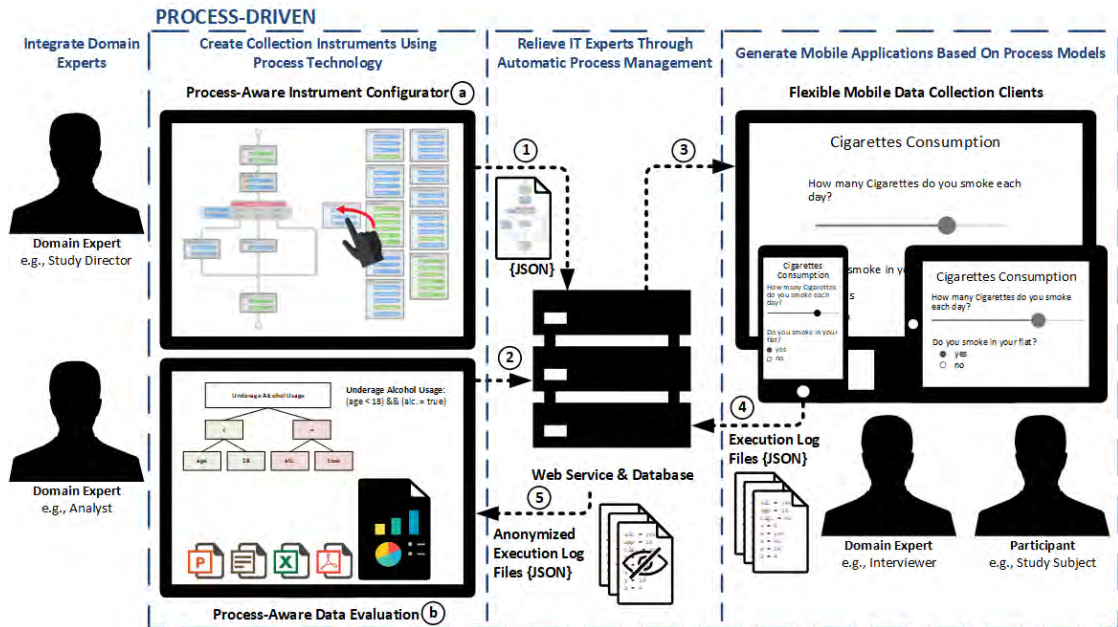 PROCESS-DRIVEN
Integrate Domain
Experts
Create Collection Instruments Using
Process Technology
Relieve IT Experts Through
Automatic Process Management
Generate Mobile Applications Based On Process Models
Process-Aware Instrument Configurator a
Flexible Mobile Data Collection Clients
Domain Expert
e.g., Study Director
1
{JSON}
3
Cigarettes Consumption
How many Cigarettes do you smoke each
day?
smoke in
Cigarettes
Consumption
How many Cigarettes
do you smoke each
day?
Do you smoke in your
flat?
yes
no
Cigarettes Consumption
How many Cigarettes do you smoke
each day?
Do you smoke in your flat?
yes
no
2
Underage Alcohol Usage
<
=
age
18
alc.
true
Underage Alcohol Usage:
(age < 18) && (alc. = true)
P
X
Domain Expert
e.g., Analyst
4
Execution Log
Files {JSON}
Web Service & Database
5
Anonymized
Execution Log
Files {JSON}
Domain Expert
e.g., Interviewer
Participant
e.g., Study Subject
Process-Aware Data Evaluation b